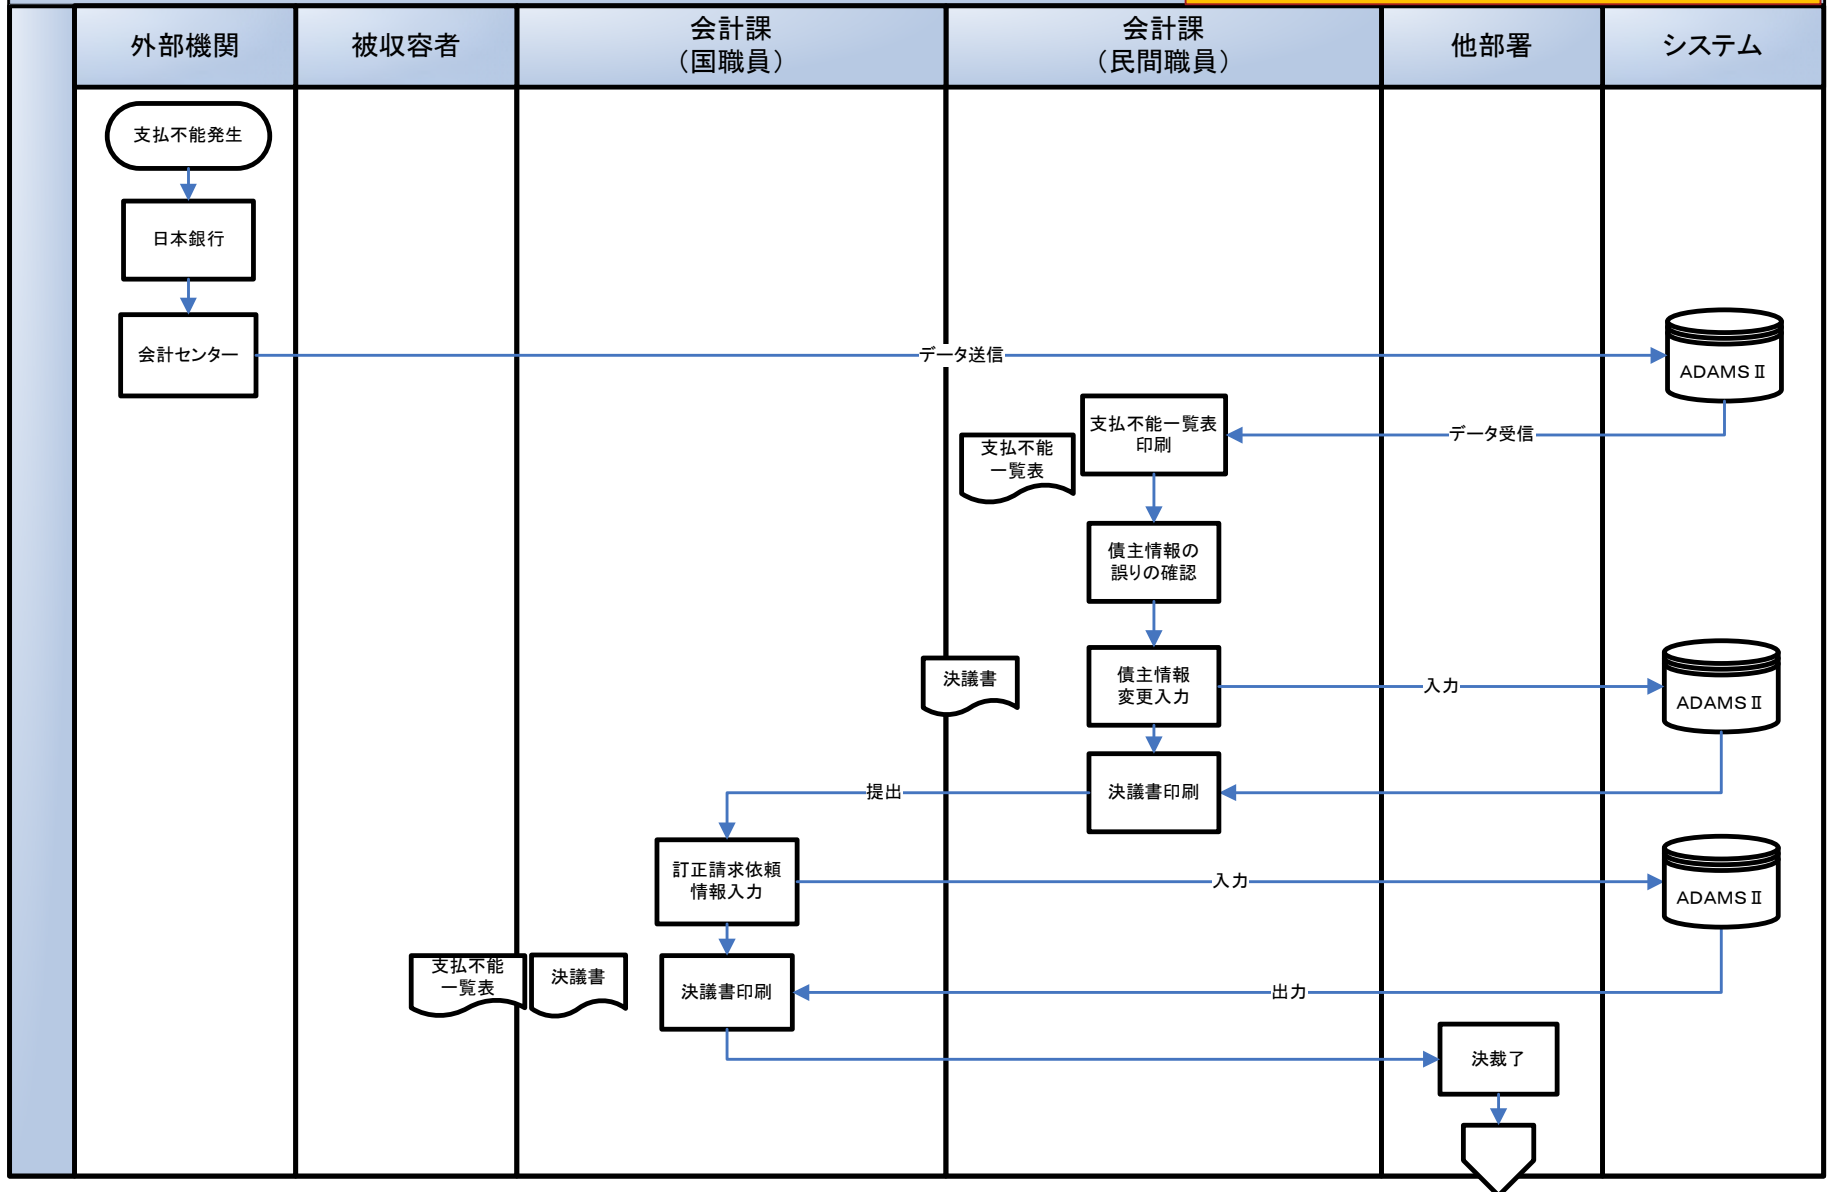 外部機関
被収容者
会計課
（国職員）
会計課
（民間職員）
他部署
システム
支払不能発生
日本銀行
会計センター
データ送信
ADAMSⅡ
支払不能一覧表
印刷
データ受信
支払不能
一覧表
債主情報の
誤りの確認
決議書
債主情報
変更入力
入力
ADAMSⅡ
提出
決議書印刷
訂正請求依頼
情報入力
入力
ADAMSⅡ
支払不能
一覧表
決議書
決議書印刷
出力
決裁了